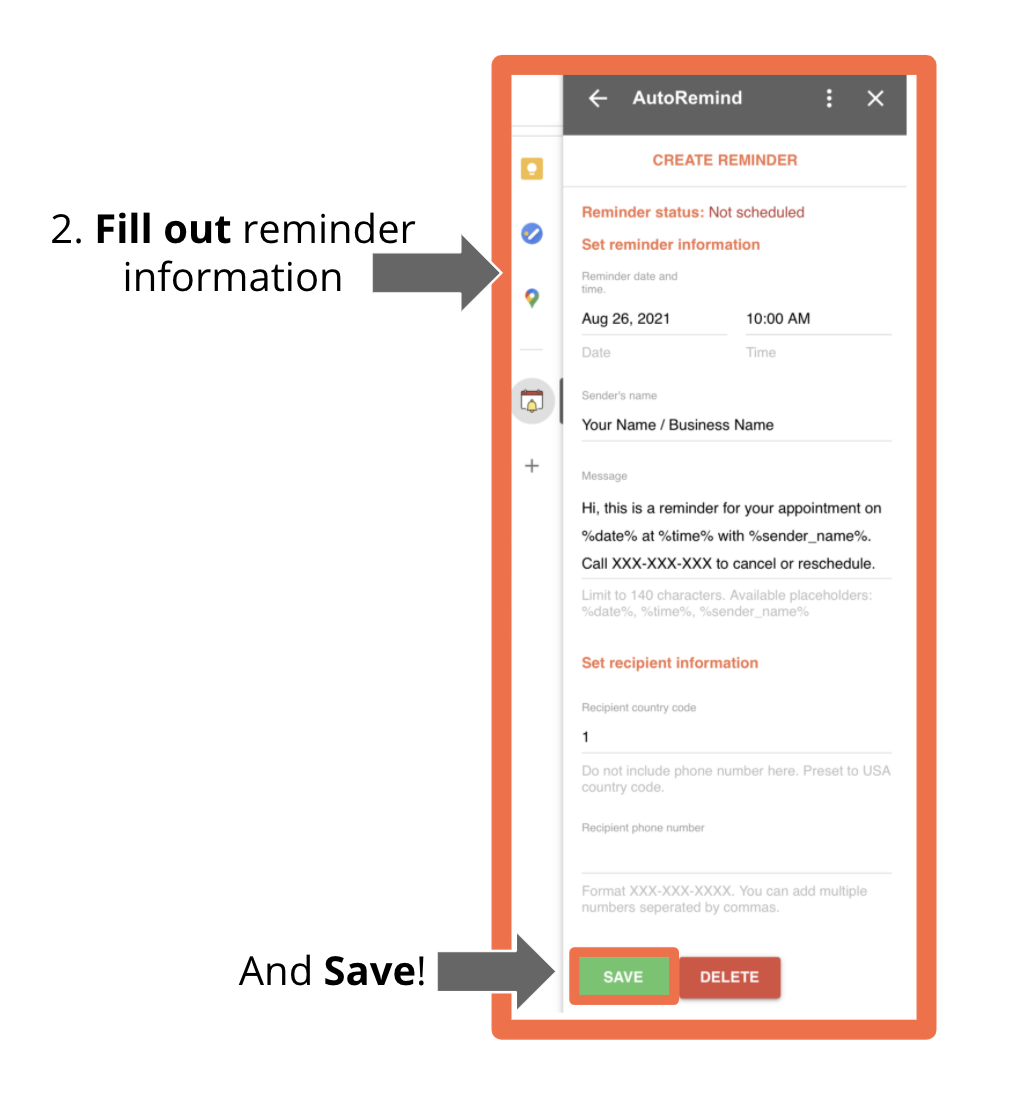 2. Fill out reminder
information
AutoRemind
CREATE REMINDER
Reminder status: Not scheduled
Set reminder information
Reminder date and
time.
Aug 26, 2021 10:00 AM
Date Time
Sender's name
Your Name / Business Name
Message
Hi, this is a reminder for your appointment on
%date% at %time% with %sender_name%.
Call XXX-XXX-XXX to cancel or reschedule.
Limit to 140 characters. Available placeholders:
%date%, %time%, %sender_name%
Set recipient information
Recipient country code
1
Do not include phone number here. Preset to USA
country code.
Recipient phone number
Format XXX-XXX-XXXX. You can add multiple
numbers seperated by commas.
And Save!
SAVE DELETE